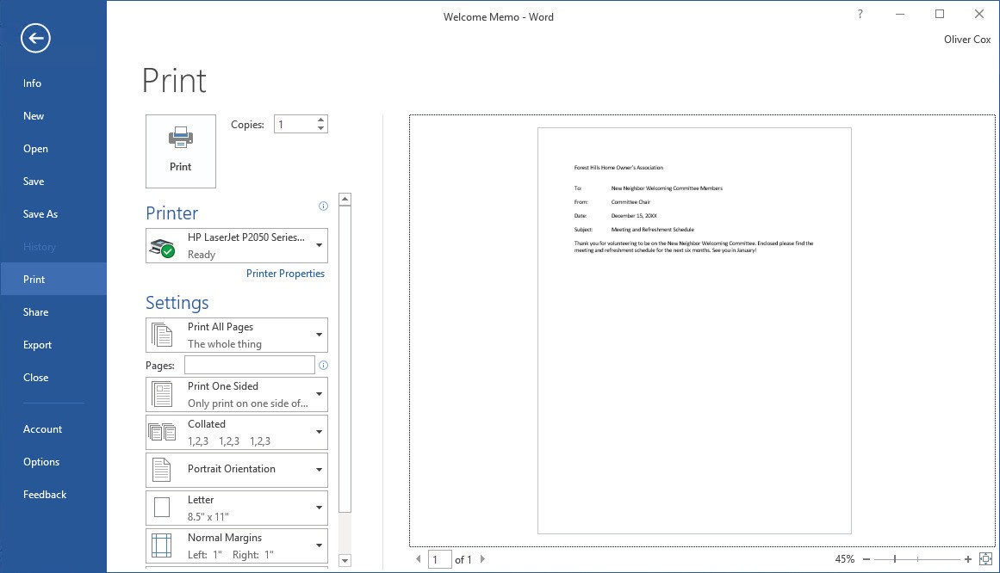 Welcome Memo - Word
?
Oliver Cox
Info
New
Open
Save
Save As
History
Print
Share
Export
Close
Account
Options
Feedback
Print
Print
Copies: 1
Printer
HP LaserJet P2050 Series...
Ready
Printer Properties
Settings
Print All Pages
The whole thing
Pages:
Print One Sided
Only print on one side of...
Collated
1,2,3 1,2,3 1,2,3
Portrait Orientation
Letter
8.5" x 11"
Normal Margins
Left: 1" Right: 1"
Forest Hills Home Owner's Association
To: New Neighbor Welcoming Committee Members
From: Committee Chair
Date: December 15, 20XX
Subject: Meeting and Refreshment Schedule
Thank you for volunteering to be on the New Neighbor Welcoming Committee. Enclosed please find the
meeting and refreshment schedule for the next six months. See you in January!
1 of 1
45%